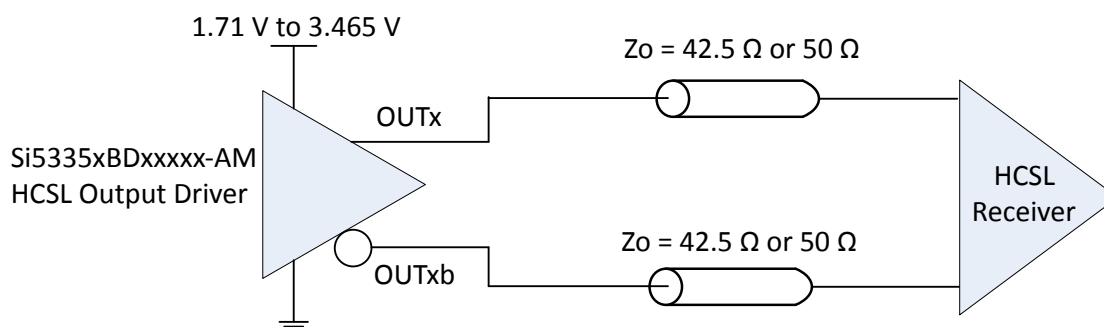 1.71 V to 3.465 V
Zo = 42.5 Ω or 50 Ω
OUTx
Si5335xBDxxxxx-AM
HCSL Output Driver
HCSL
Receiver
Zo = 42.5 Ω or 50 Ω
OUTxb